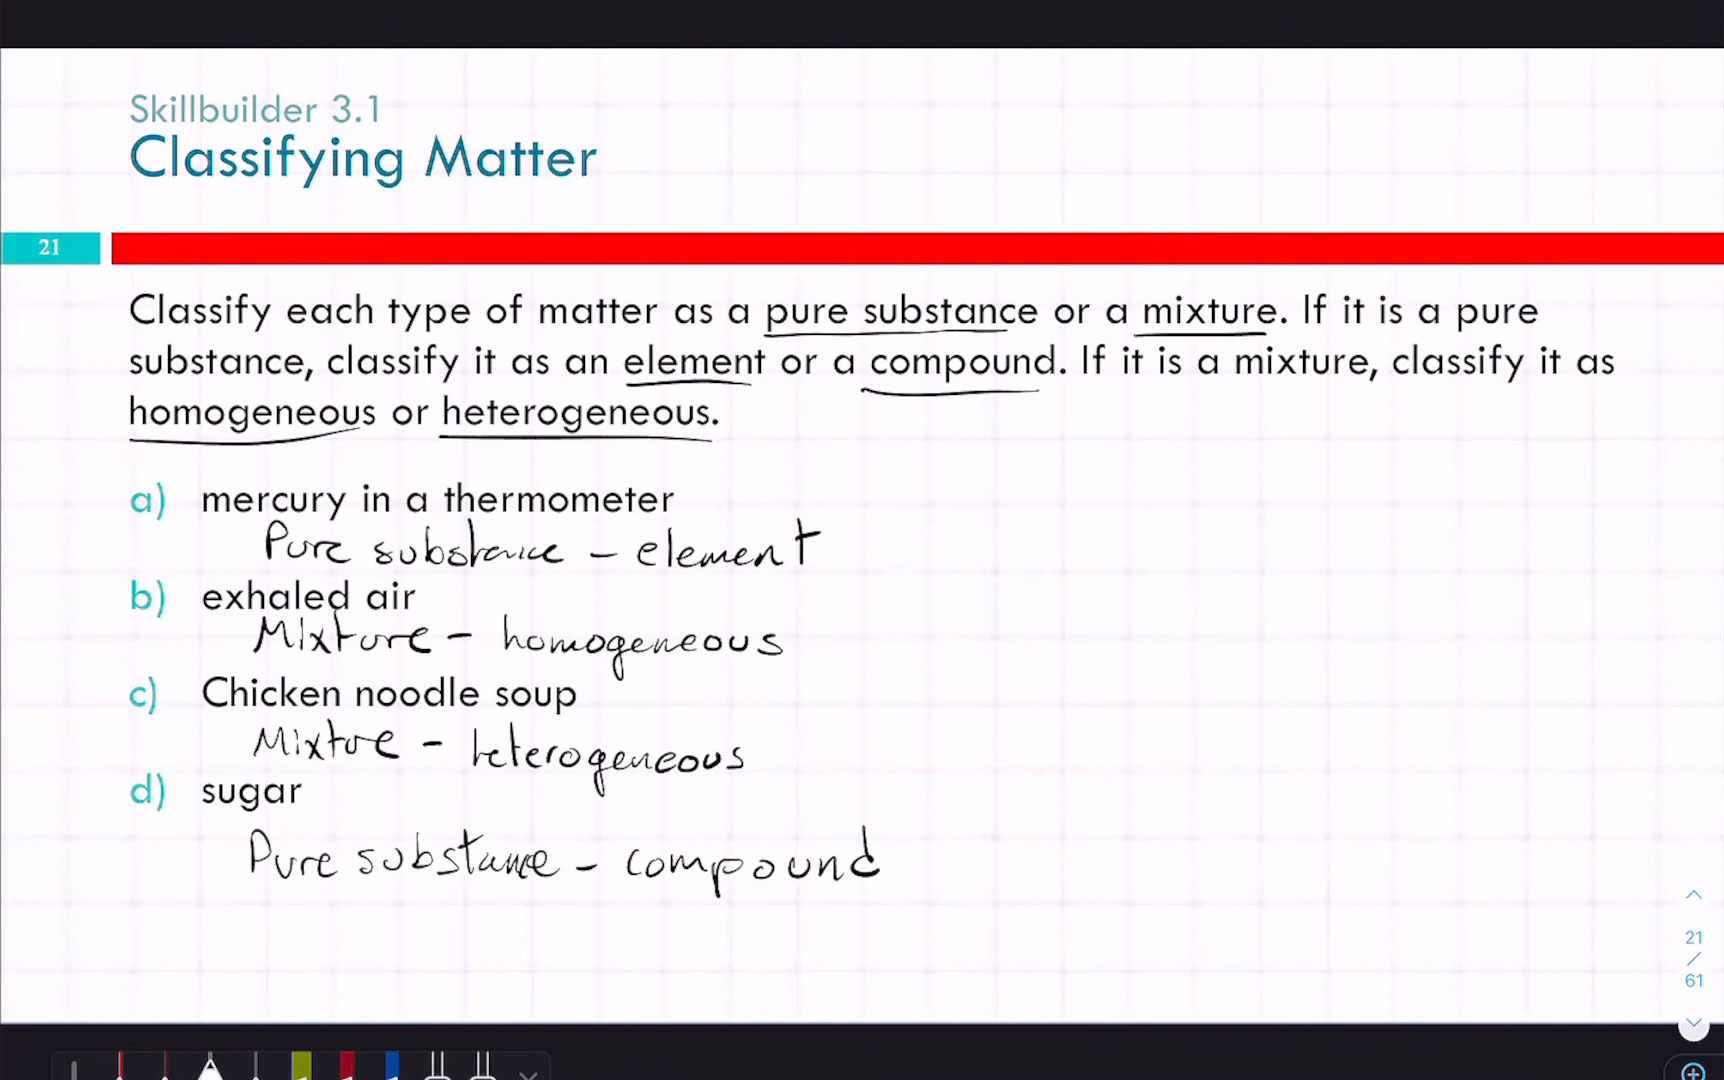 Skillbuilder 3.1
Classifying Matter
21
Classify each type of matter as a pure substance or a mixture. If it is a pure
substance, classify it as an element or a compound. If it is a mixture, classify it as
homogeneous or heterogeneous.
a) mercury in a thermometer
Pure substance - element
b) exhaled air
Mixture - homogeneous
c) Chicken noodle soup
Mixture - heterogeneous
d) sugar
Pure substance - compound
21
/
61